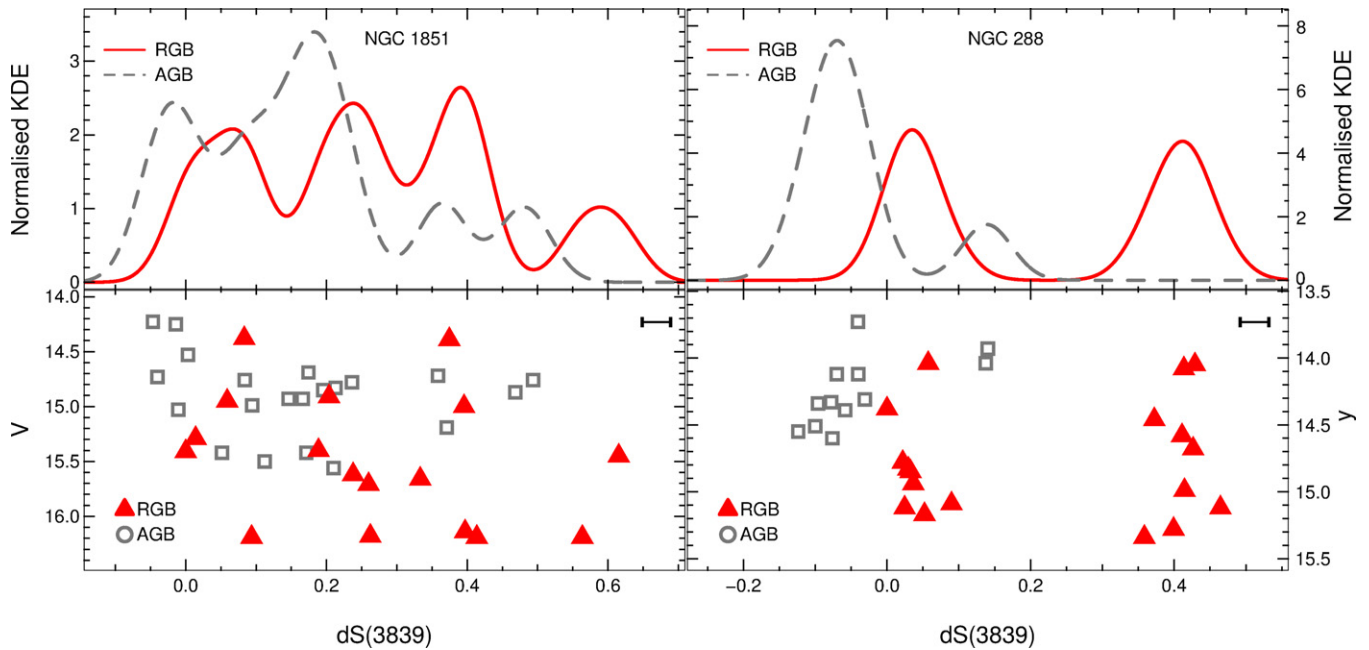 NGC 1851
RGB
AGB
Normalised KDE
3
2
1
0
NGC 288
RGB
AGB
Normalised KDE
8
6
4
2
0
V
14.0
14.5
15.0
15.5
16.0
RGB
AGB
0.0
0.2
0.4
0.6
dS(3839)
y
13.5
14.0
14.5
15.0
15.5
RGB
AGB
−0.2
0.0
0.2
0.4
dS(3839)